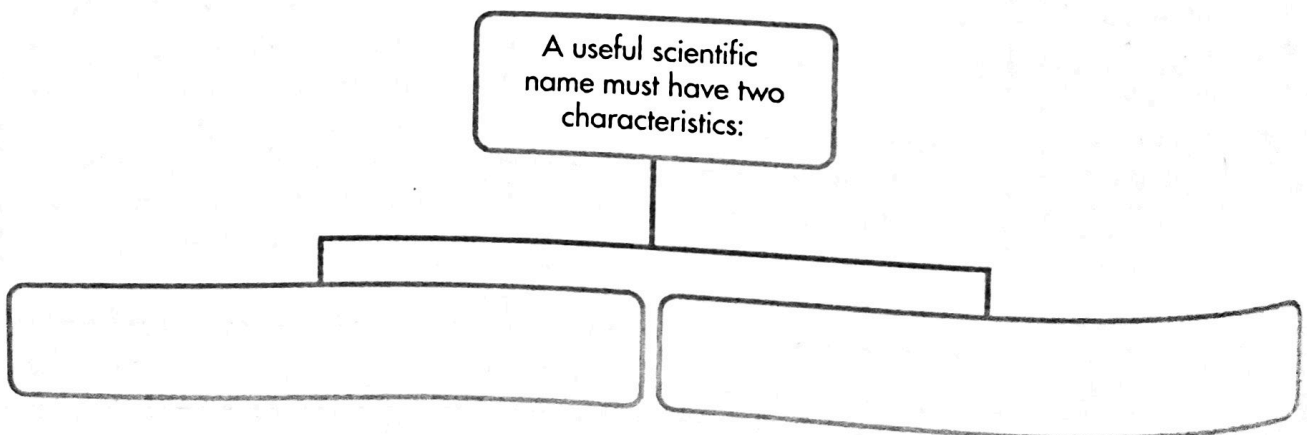 A useful scientific
name must have two
characteristics: